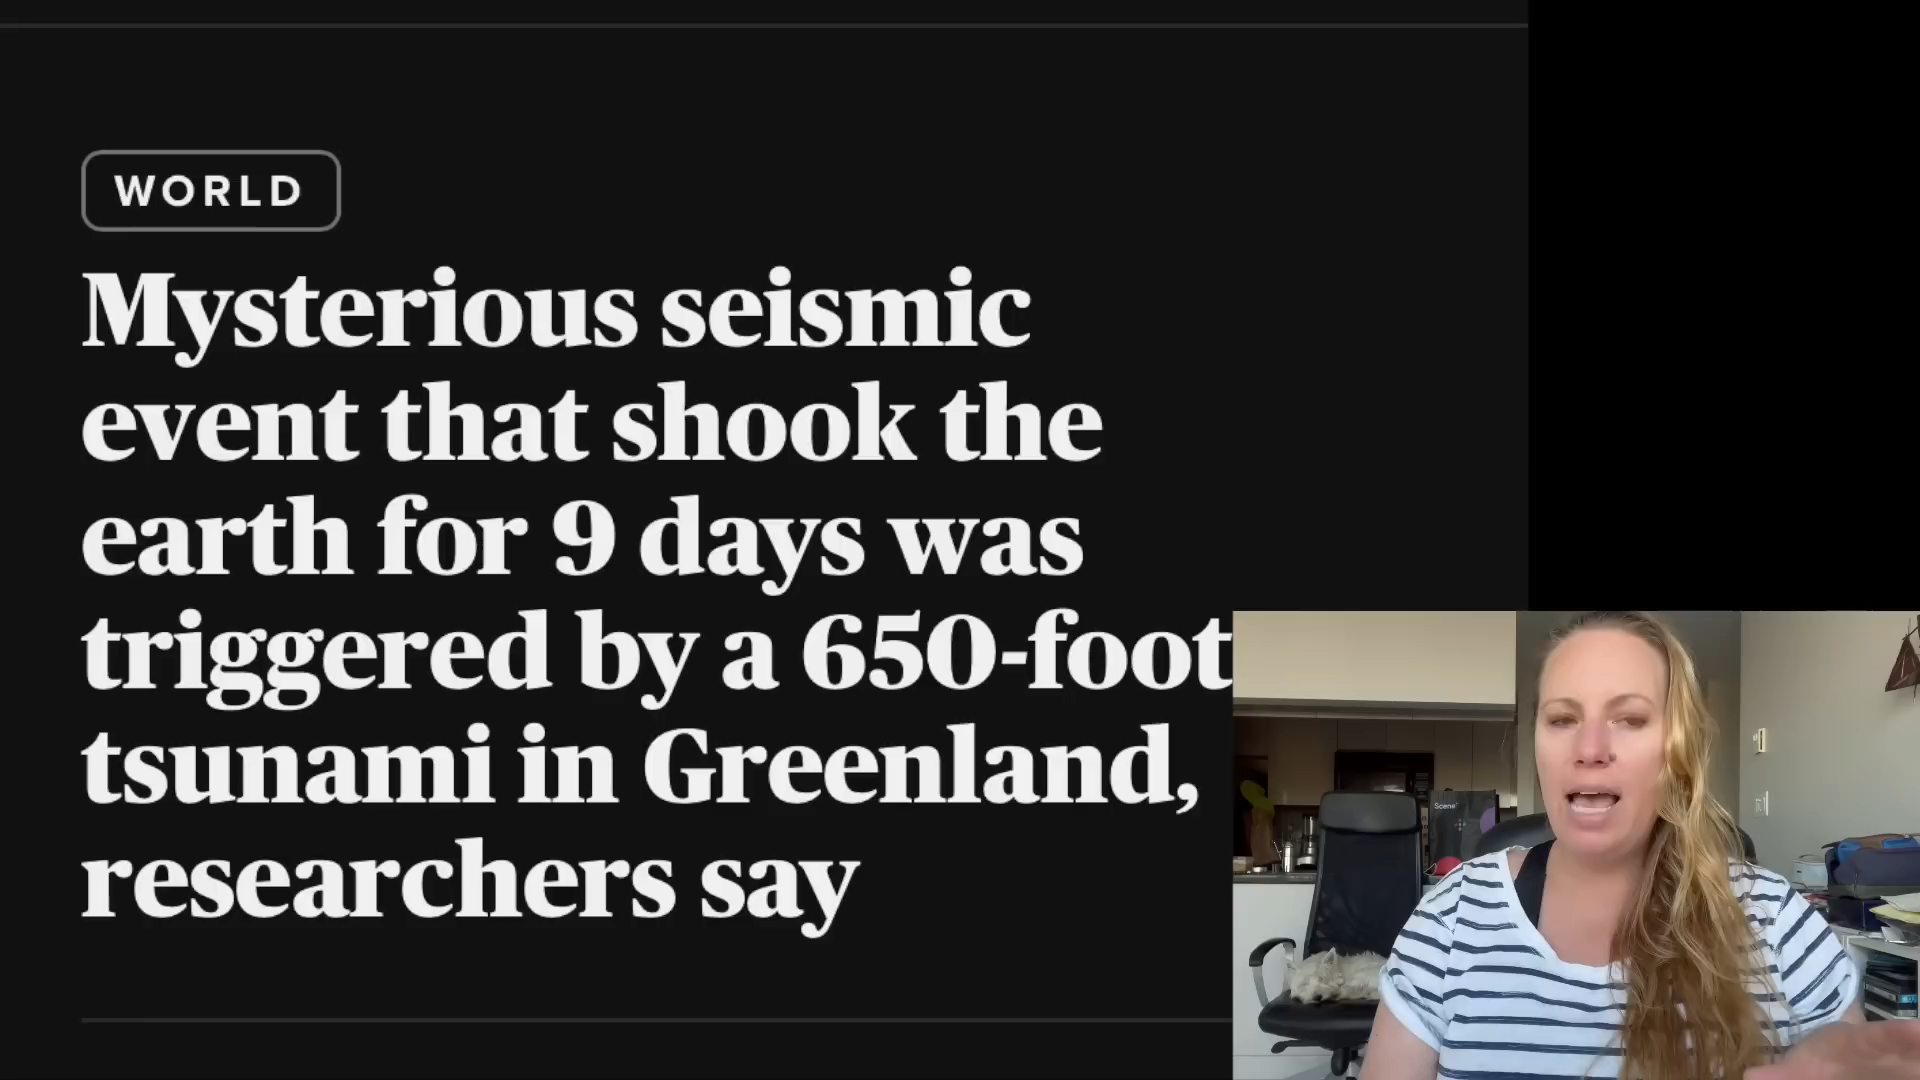 WORLD
Mysterious seismic
event that shook the
earth for 9 days was
triggered by a 650-foot
tsunami in Greenland,
researchers say
Scene